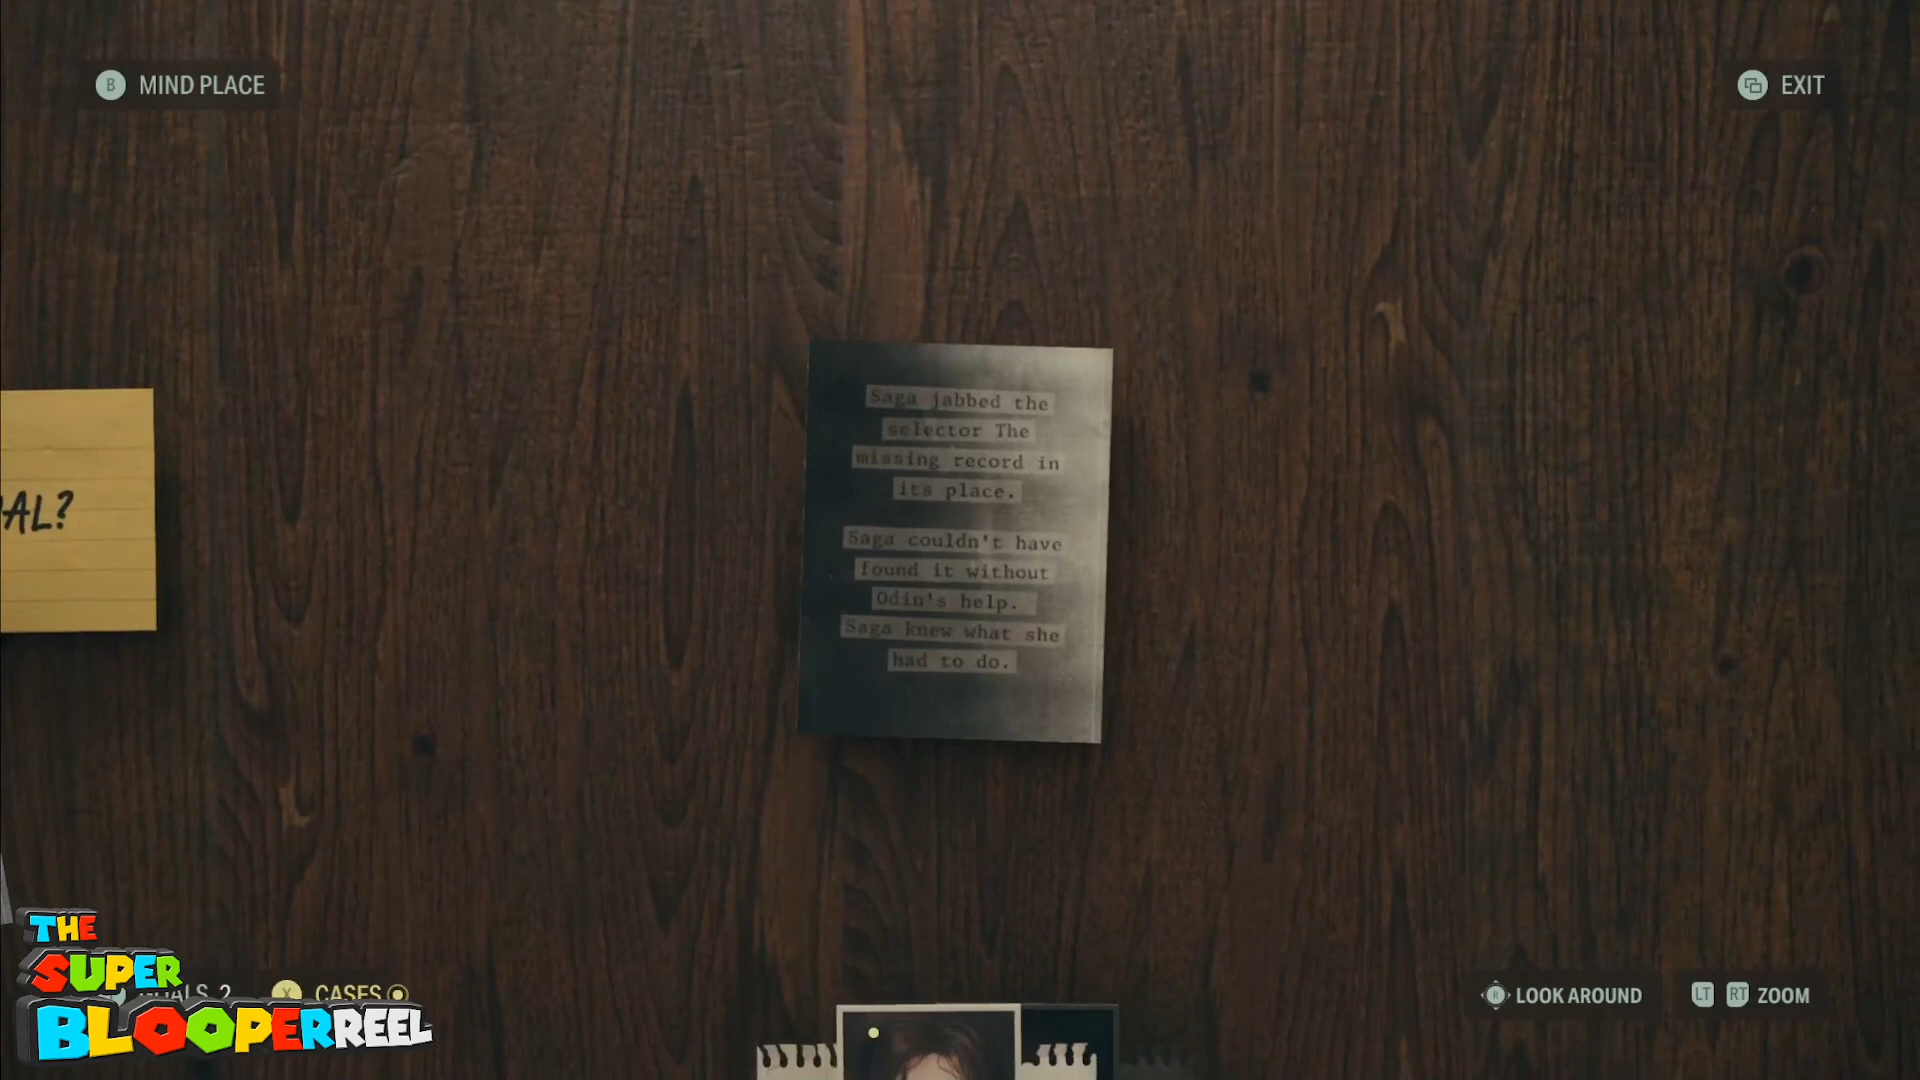 B MIND PLACE
EXIT
Saga jabbed the
selector The
missing record in
its place.
Saga couldn't have
found it without
Odin's help.
Saga knew what she
had to do.
AL?
THE
SUPER
BLOOPERREEL
2
X CASES
R LOOK AROUND
LT RT ZOOM